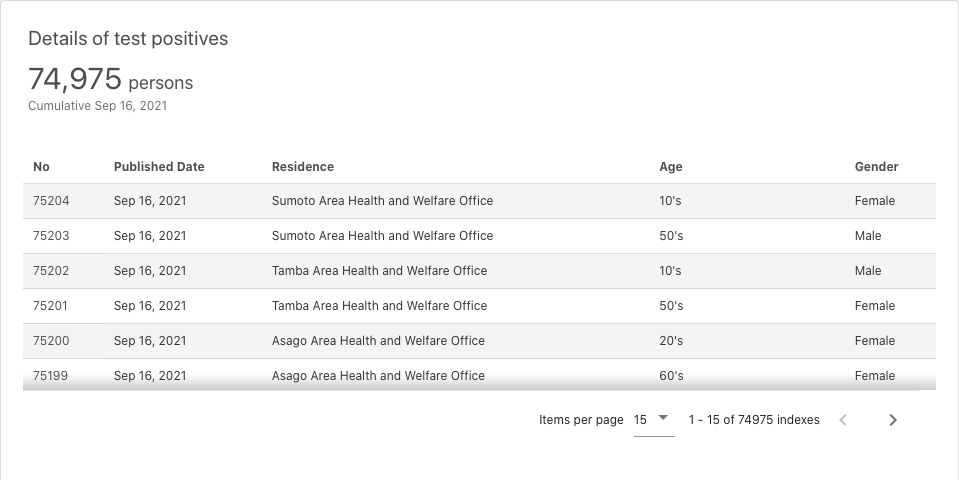 Details of test positives
74,975 persons
Cumulative Sep 16, 2021
No Published Date Residence Age Gender
75204 Sep 16, 2021 Sumoto Area Health and Welfare Office 10's Female
75203 Sep 16, 2021 Sumoto Area Health and Welfare Office 50's Male
75202 Sep 16, 2021 Tamba Area Health and Welfare Office 10's Male
75201 Sep 16, 2021 Tamba Area Health and Welfare Office 50's Female
75200 Sep 16, 2021 Asago Area Health and Welfare Office 20's Female
75199 Sep 16, 2021 Asago Area Health and Welfare Office 60's Female
Items per page 15 1 - 15 of 74975 indexes